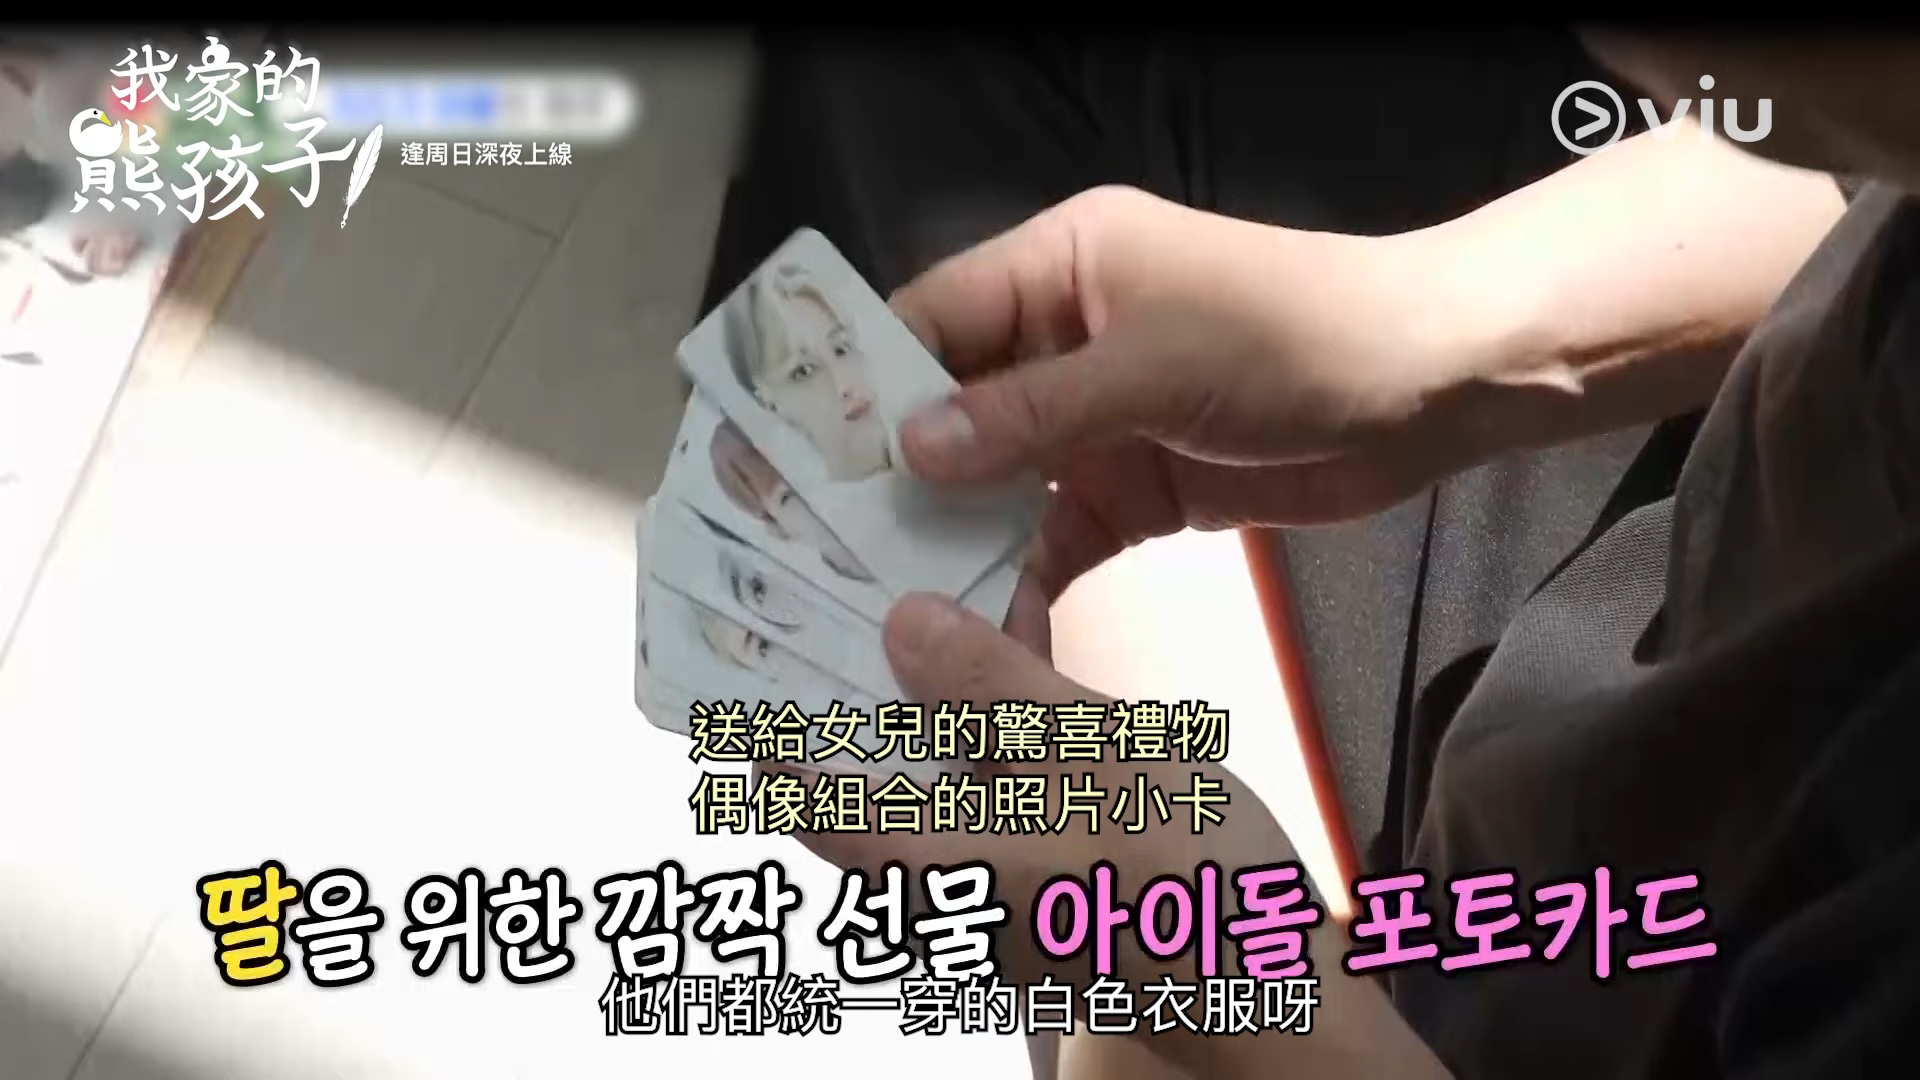 我家的
熊孩子
逢周日深夜上線
viu
送給女兒的驚喜禮物
偶像組合的照片小卡
딸을 위한 깜짝 선물 아이돌 포토카드
他們都統一穿的白色衣服呀